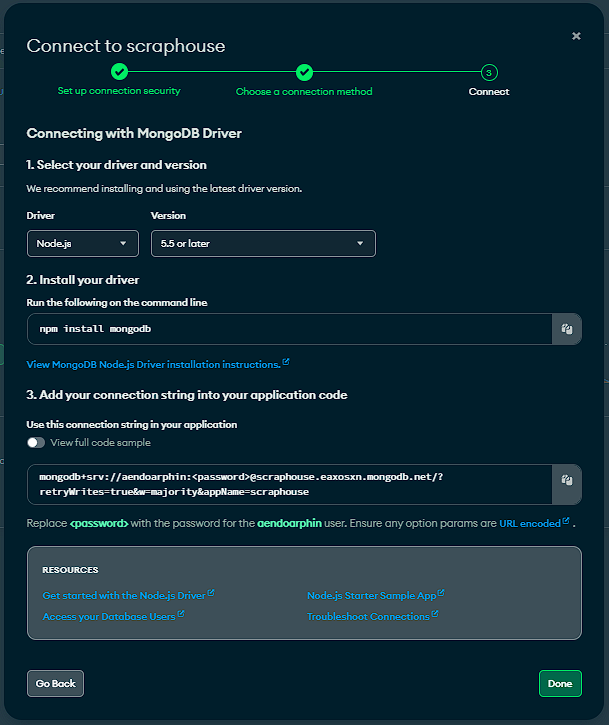 Connect to scraphouse
3
Set up connection security
Choose a connection method
Connect
Connecting with MongoDB Driver
1. Select your driver and version
We recommend installing and using the latest driver version.
Driver
Version
Node.js
5.5 or later
2. Install your driver
Run the following on the command line
npm install mongodb
View MongoDB Node.js Driver installation instructions.
3. Add your connection string into your application code
Use this connection string in your application
View full code sample
mongodb+srv://aendoarphin:<password>@scraphouse.eaxosxn.mongodb.net/?
retryWrites=true&w=majority&appName=scraphouse
Replace <password> with the password for the aendoarphin user. Ensure any option params are URL encoded .
RESOURCES
Get started with the Node.js Driver
Node.js Starter Sample App
Access your Database Users
Troubleshoot Connections
Go Back
Done